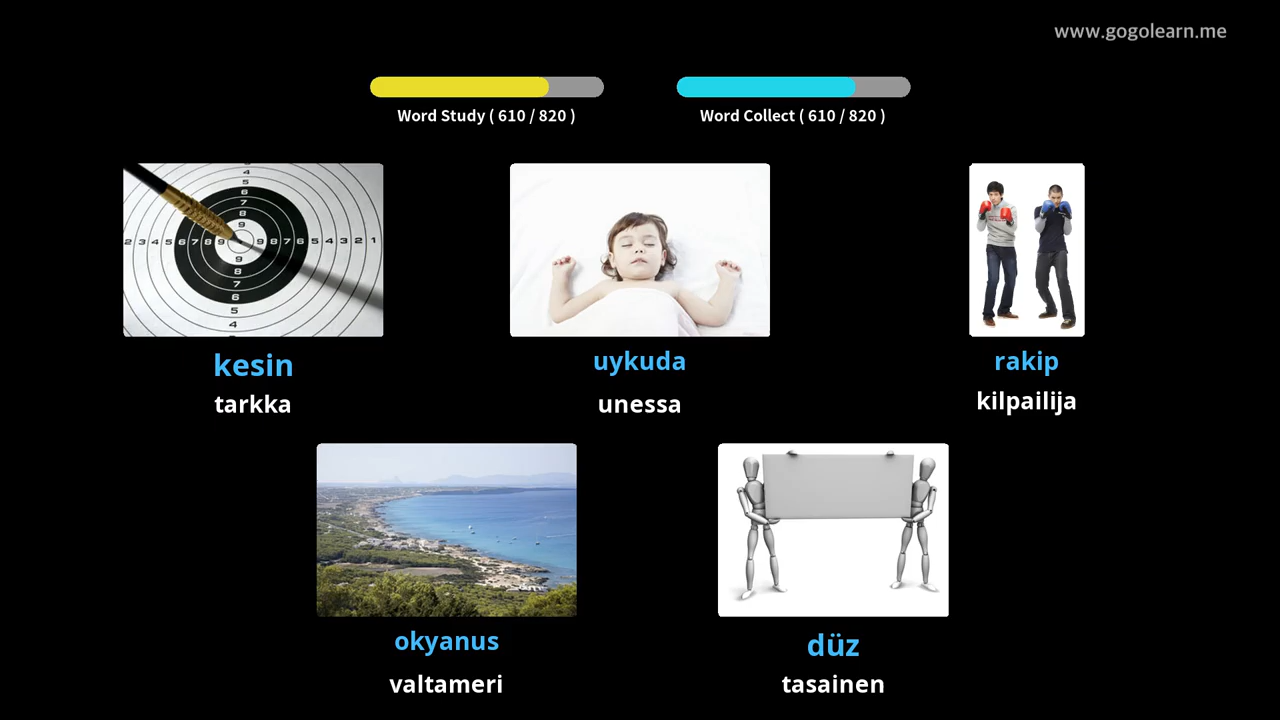 www.gogolearn.me
Word Study ( 610 / 820 )
Word Collect ( 610 / 820 )
kesin
tarkka
uykuda
unessa
rakip
kilpailija
okyanus
valtameri
düz
tasainen